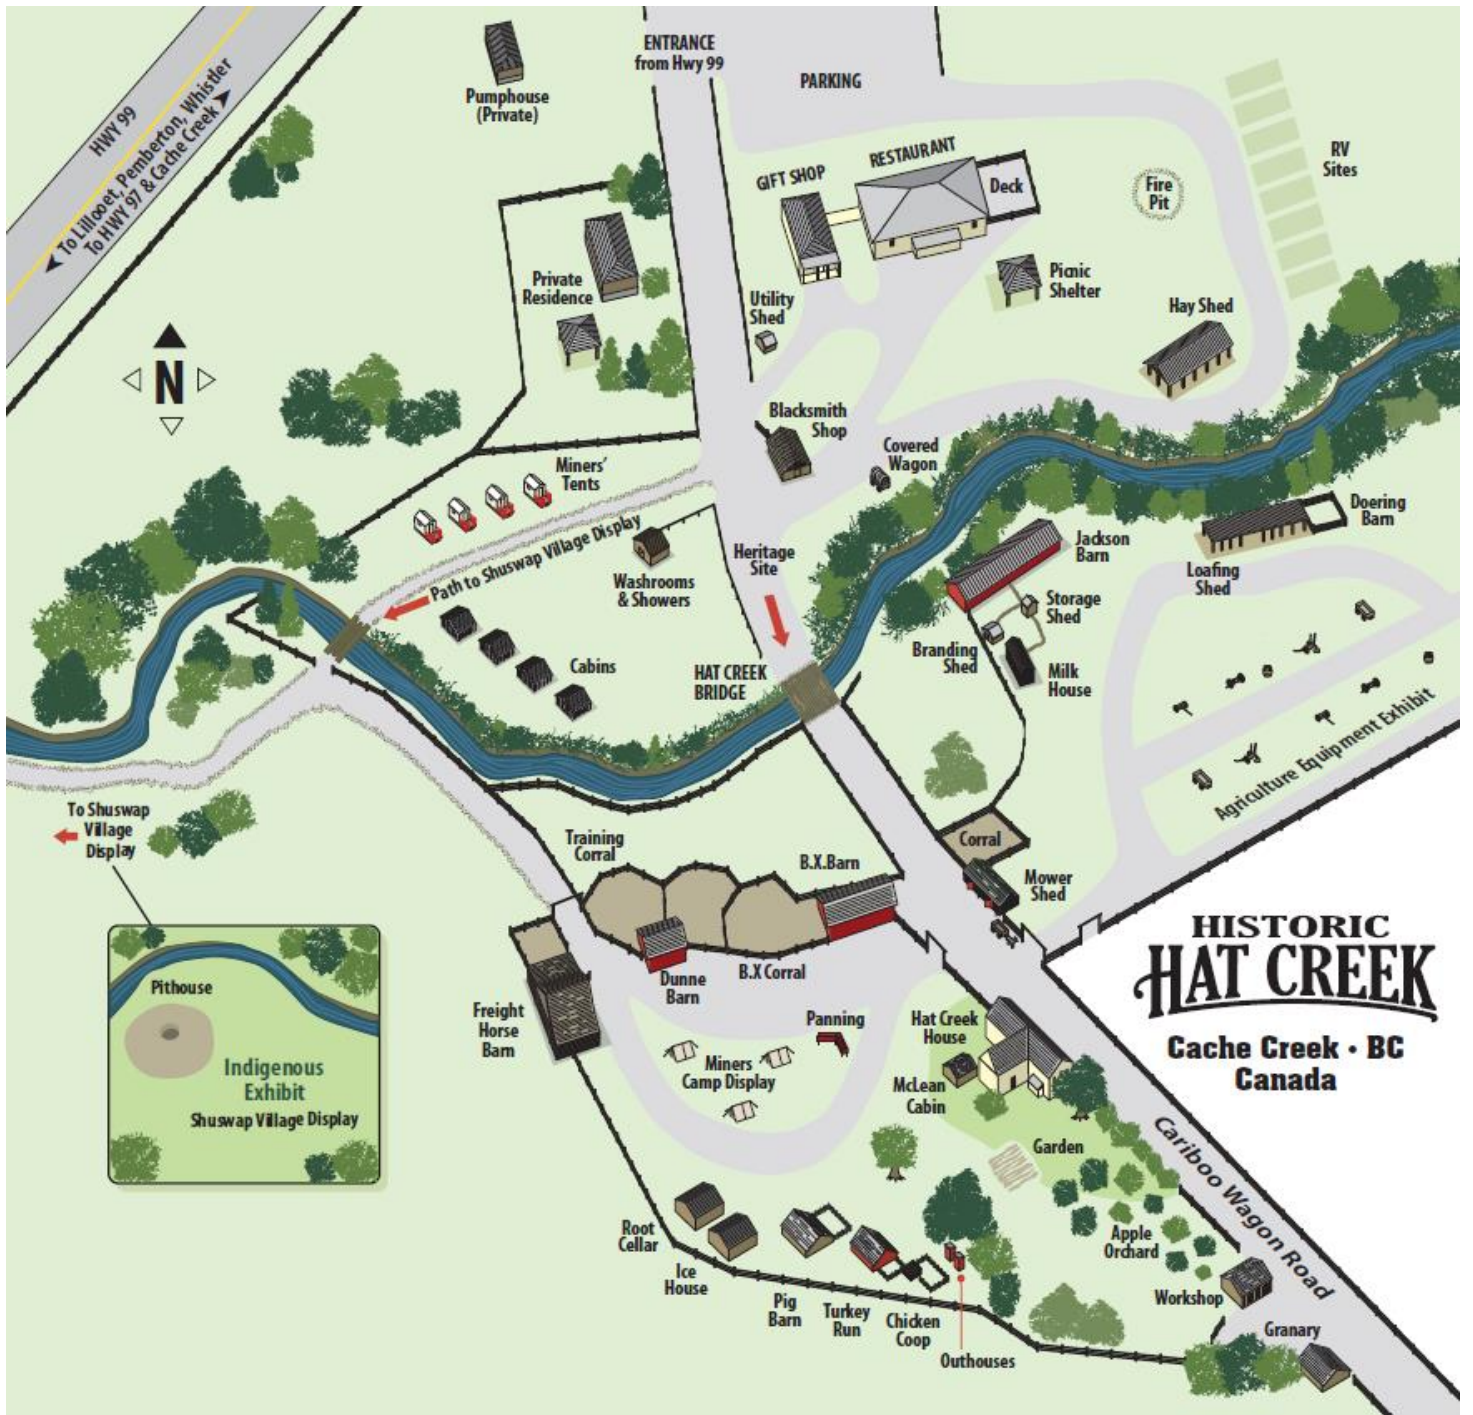 HWY 99
To Lillooet, Pemberton, Whistler
To HWY 97 & Cache Creek
Pumphouse
(Private)
ENTRANCE
from Hwy 99
PARKING
GIFT SHOP
RESTAURANT
Deck
Fire
Pit
RV
Sites
Private
Residence
Utility
Shed
Picnic
Shelter
Hay Shed
N
Blacksmith
Shop
Covered
Wagon
Miners'
Tents
Path to Shuswap Village Display
Washrooms
& Showers
Heritage
Site
Jackson
Barn
Doering
Barn
Loafing
Shed
Storage
Shed
Branding
Shed
Milk
House
Cabins
HAT CREEK
BRIDGE
Agriculture Equipment Exhibit
To Shuswap
Village
Display
Training
Corral
B.X.Barn
Corral
Mower
Shed
Dunne
Barn
B.X Corral
Freight
Horse
Barn
Pithouse
Indigenous
Exhibit
Shuswap Village Display
Panning
Miners
Camp Display
Hat Creek
House
McLean
Cabin
Garden
HISTORIC
HAT CREEK
Cache Creek • BC
Canada
Cariboo Wagon Road
Apple
Orchard
Root
Cellar
Ice
House
Pig
Barn
Turkey
Run
Chicken
Coop
Outhouses
Workshop
Granary